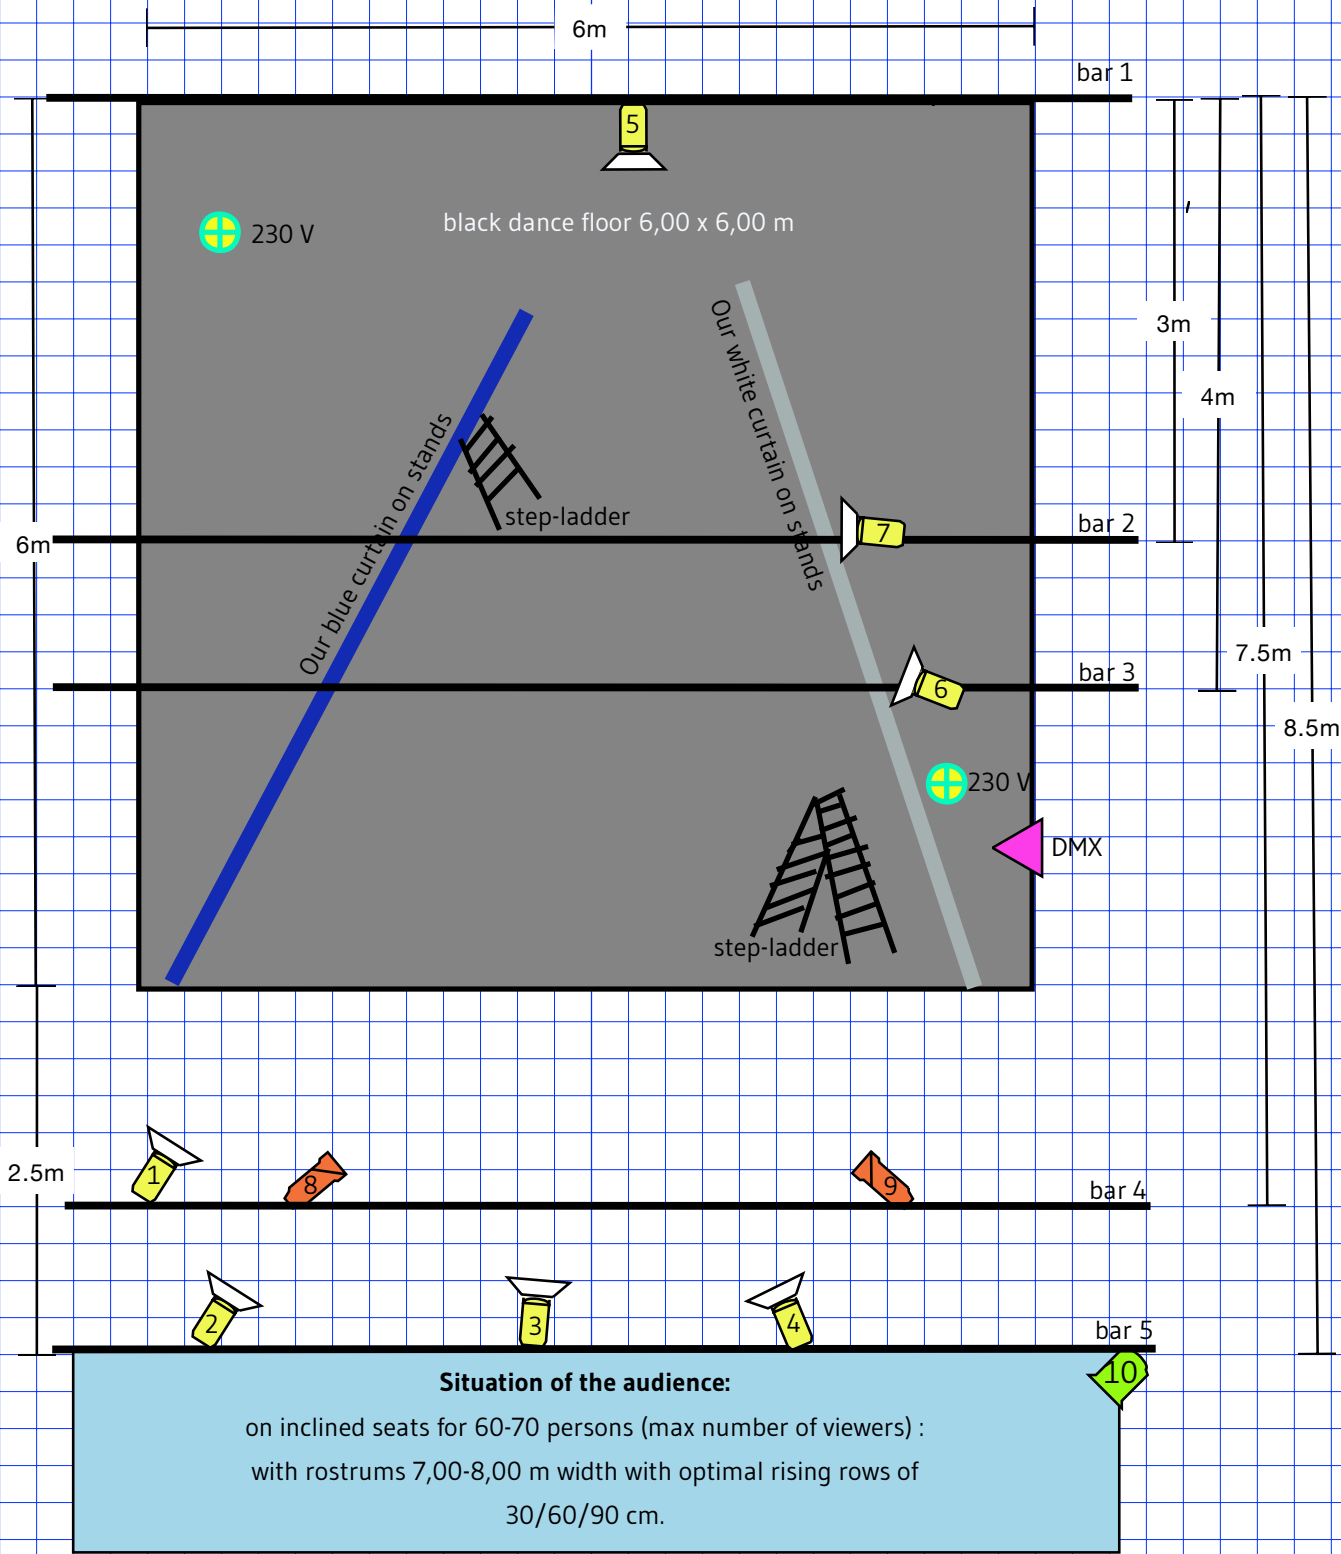 6m
bar 1
5
black dance floor 6,00 x 6,00 m
230 V
Our white curtain on stands
3m
4m
Our blue curtain on stands
step-ladder
7
bar 2
6m
7.5m
bar 3
6
8.5m
230 V
DMX
step-ladder
1
8
9
2.5m
bar 4
2
3
4
bar 5
10
Situation of the audience:
on inclined seats for 60-70 persons (max number of viewers) :
with rostrums 7,00-8,00 m width with optimal rising rows of
30/60/90 cm.